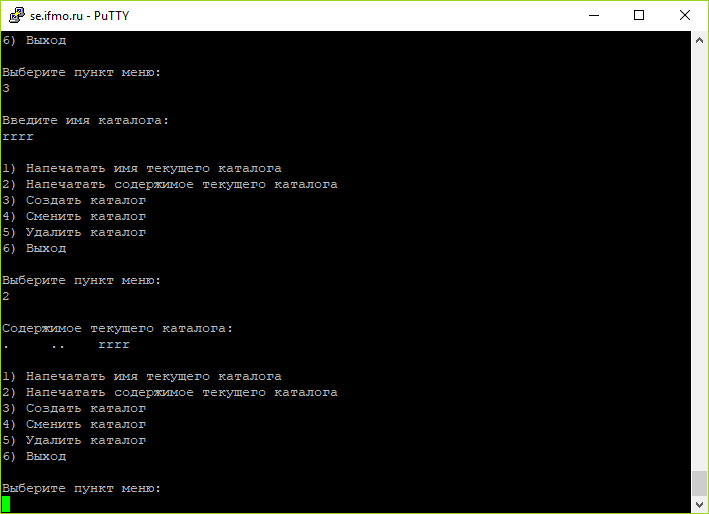 se.ifmo.ru - PuTTY
6) Выход
Выберите пункт меню:
3
Введите имя каталога:
rrrr
1) Напечатать имя текущего каталога
2) Напечатать содержимое текущего каталога
3) Создать каталог
4) Сменить каталог
5) Удалить каталог
6) Выход
Выберите пункт меню:
2
Содержимое текущего каталога:
. .. rrrr
1) Напечатать имя текущего каталога
2) Напечатать содержимое текущего каталога
3) Создать каталог
4) Сменить каталог
5) Удалить каталог
6) Выход
Выберите пункт меню: